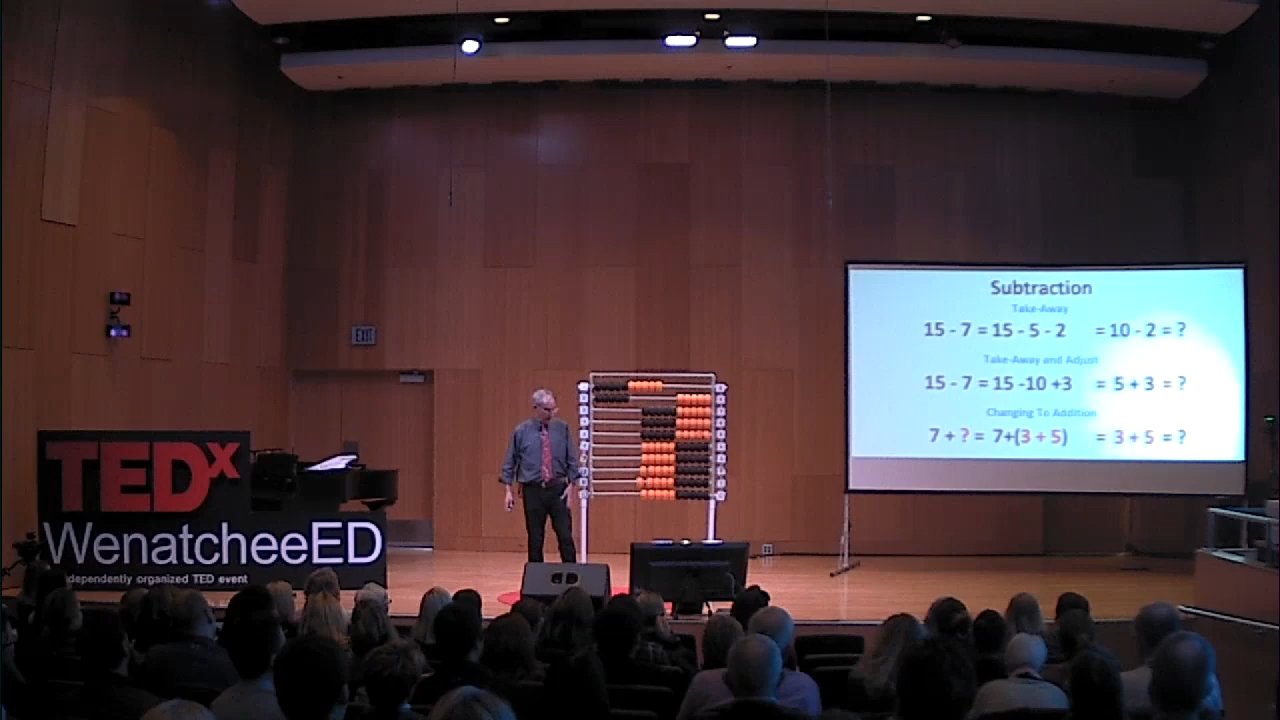 EXIT
TEDx
WenatcheeED
independently organized TED event
Subtraction
Take-Away
15 - 7 = 15 - 5 - 2 = 10 - 2 = ?
Take-Away and Adjust
15 - 7 = 15 -10 +3 = 5 + 3 = ?
Changing To Addition
7 + ? = 7+(3 + 5) = 3 + 5 = ?